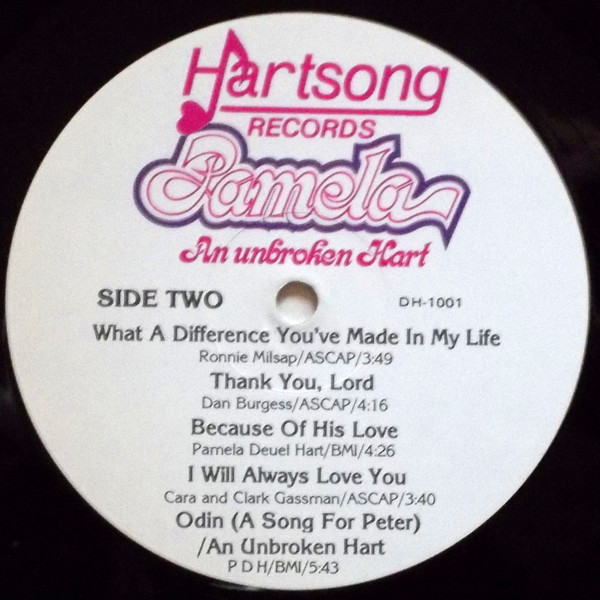 Hartsong
RECORDS
Pamela
An unbroken Hart
SIDE TWO DH-1001
What A Difference You've Made In My Life
Ronnie Milsap/ASCAP/3:49
Thank You, Lord
Dan Burgess/ASCAP/4:16
Because Of His Love
Pamela Deuel Hart/BMI/4:26
I Will Always Love You
Cara and Clark Gassman/ASCAP/3:40
Odin (A Song For Peter)
/An Unbroken Hart
P D H/BMI/5:43